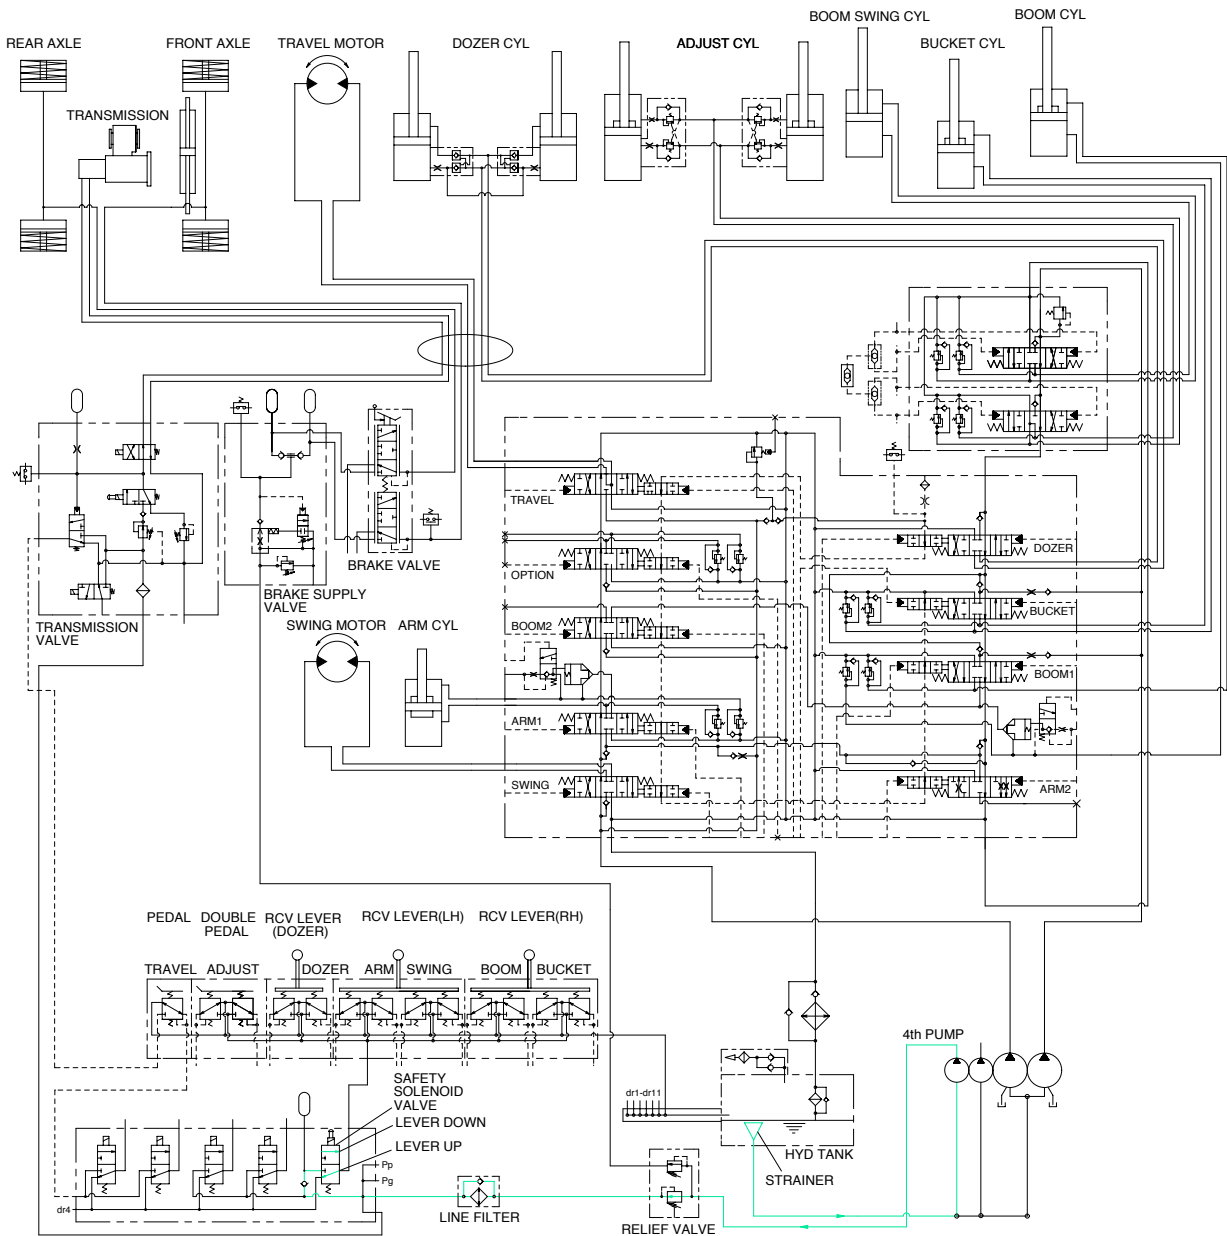 BOOM SWING CYL
BOOM CYL
REAR AXLE
FRONT AXLE
TRAVEL MOTOR
DOZER CYL
ADJUST CYL
BUCKET CYL
TRANSMISSION
TRAVEL
DOZER
BRAKE VALVE
OPTION
BRAKE SUPPLY
VALVE
BUCKET
TRANSMISSION
VALVE
SWING MOTOR
ARM CYL
BOOM2
BOOM1
ARM1
SWING
ARM2
PEDAL
DOUBLE
PEDAL
RCV LEVER
(DOZER)
RCV LEVER(LH)
RCV LEVER(RH)
TRAVEL
ADJUST
DOZER
ARM
SWING
BOOM
BUCKET
4th PUMP
SAFETY
SOLENOID
VALVE
dr1-dr11
LEVER DOWN
LEVER UP
HYD TANK
Pp
Pg
STRAINER
dr4
LINE FILTER
RELIEF VALVE